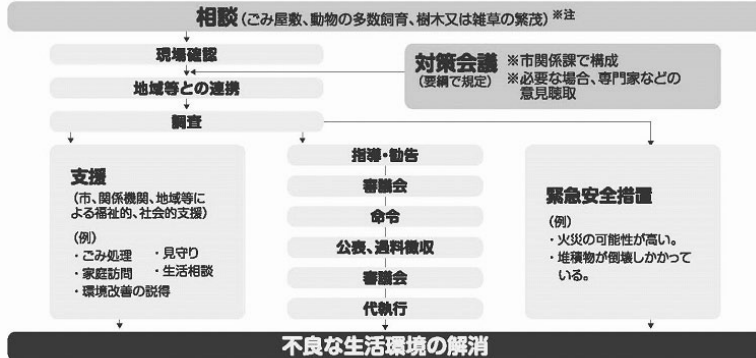 相談(ごみ屋敷、動物の多数飼育、樹木又は雑草の繁茂)※注
現場確認
地域等との連携
調査
対策会議
(要綱で規定)
※市関係課で構成
※必要な場合、専門家などの
意見聴取
支援
(市、関係機関、地域等に
よる福祉的、社会的支援)
(例)
・ごみ処理 ・見守り
・家庭訪問 ・生活相談
・環境改善の説得
指導・勧告
審議会
命令
公表、過料徴収
審議会
代執行
緊急安全措置
(例)
・火災の可能性が高い。
・堆積物が倒壊しかかって
いる。
不良な生活環境の解消